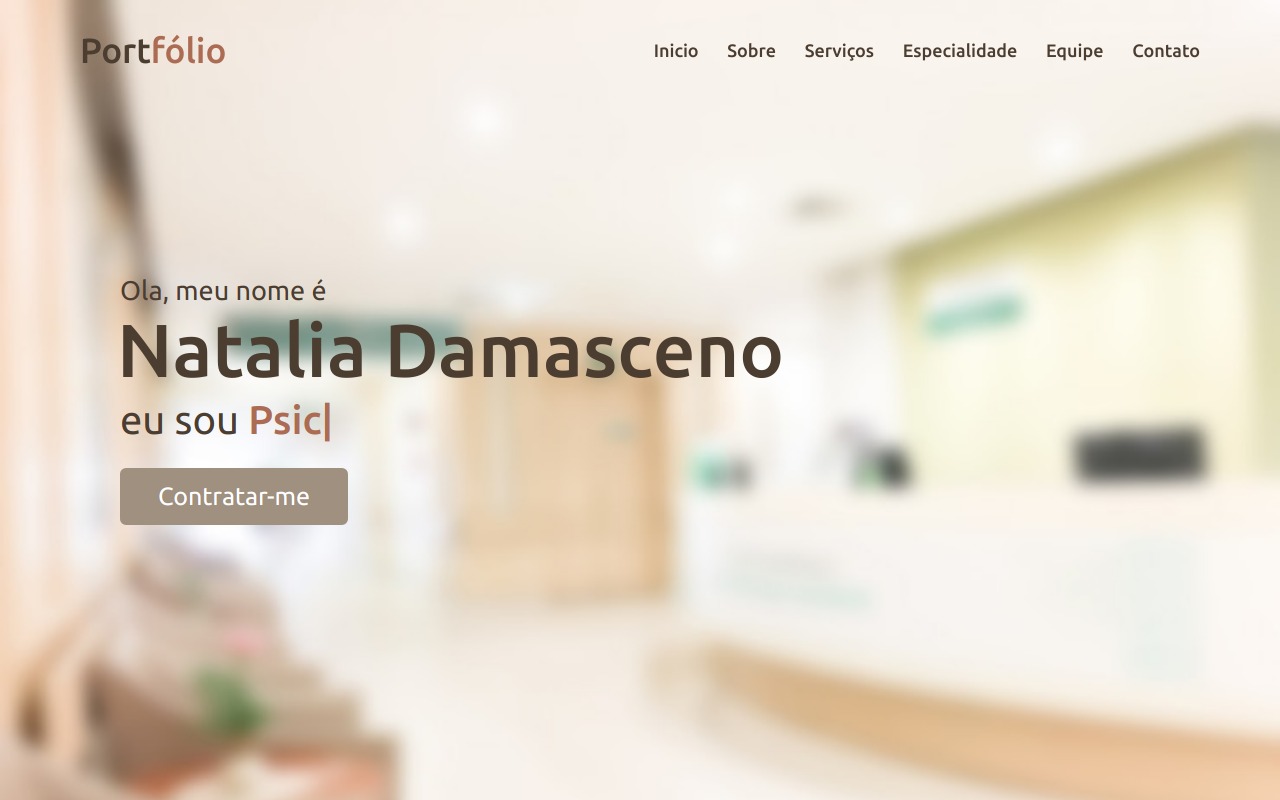 Portfólio
Inicio Sobre Serviços Especialidade Equipe Contato
Ola, meu nome é
Natalia Damasceno
eu sou Psic|
Contratar-me